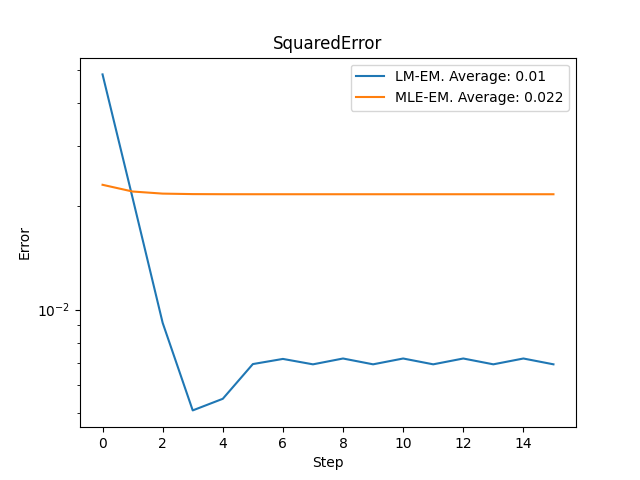 SquaredError
LM-EM. Average: 0.01
MLE-EM. Average: 0.022
Error
10⁻²
0 2 4 6 8 10 12 14
Step